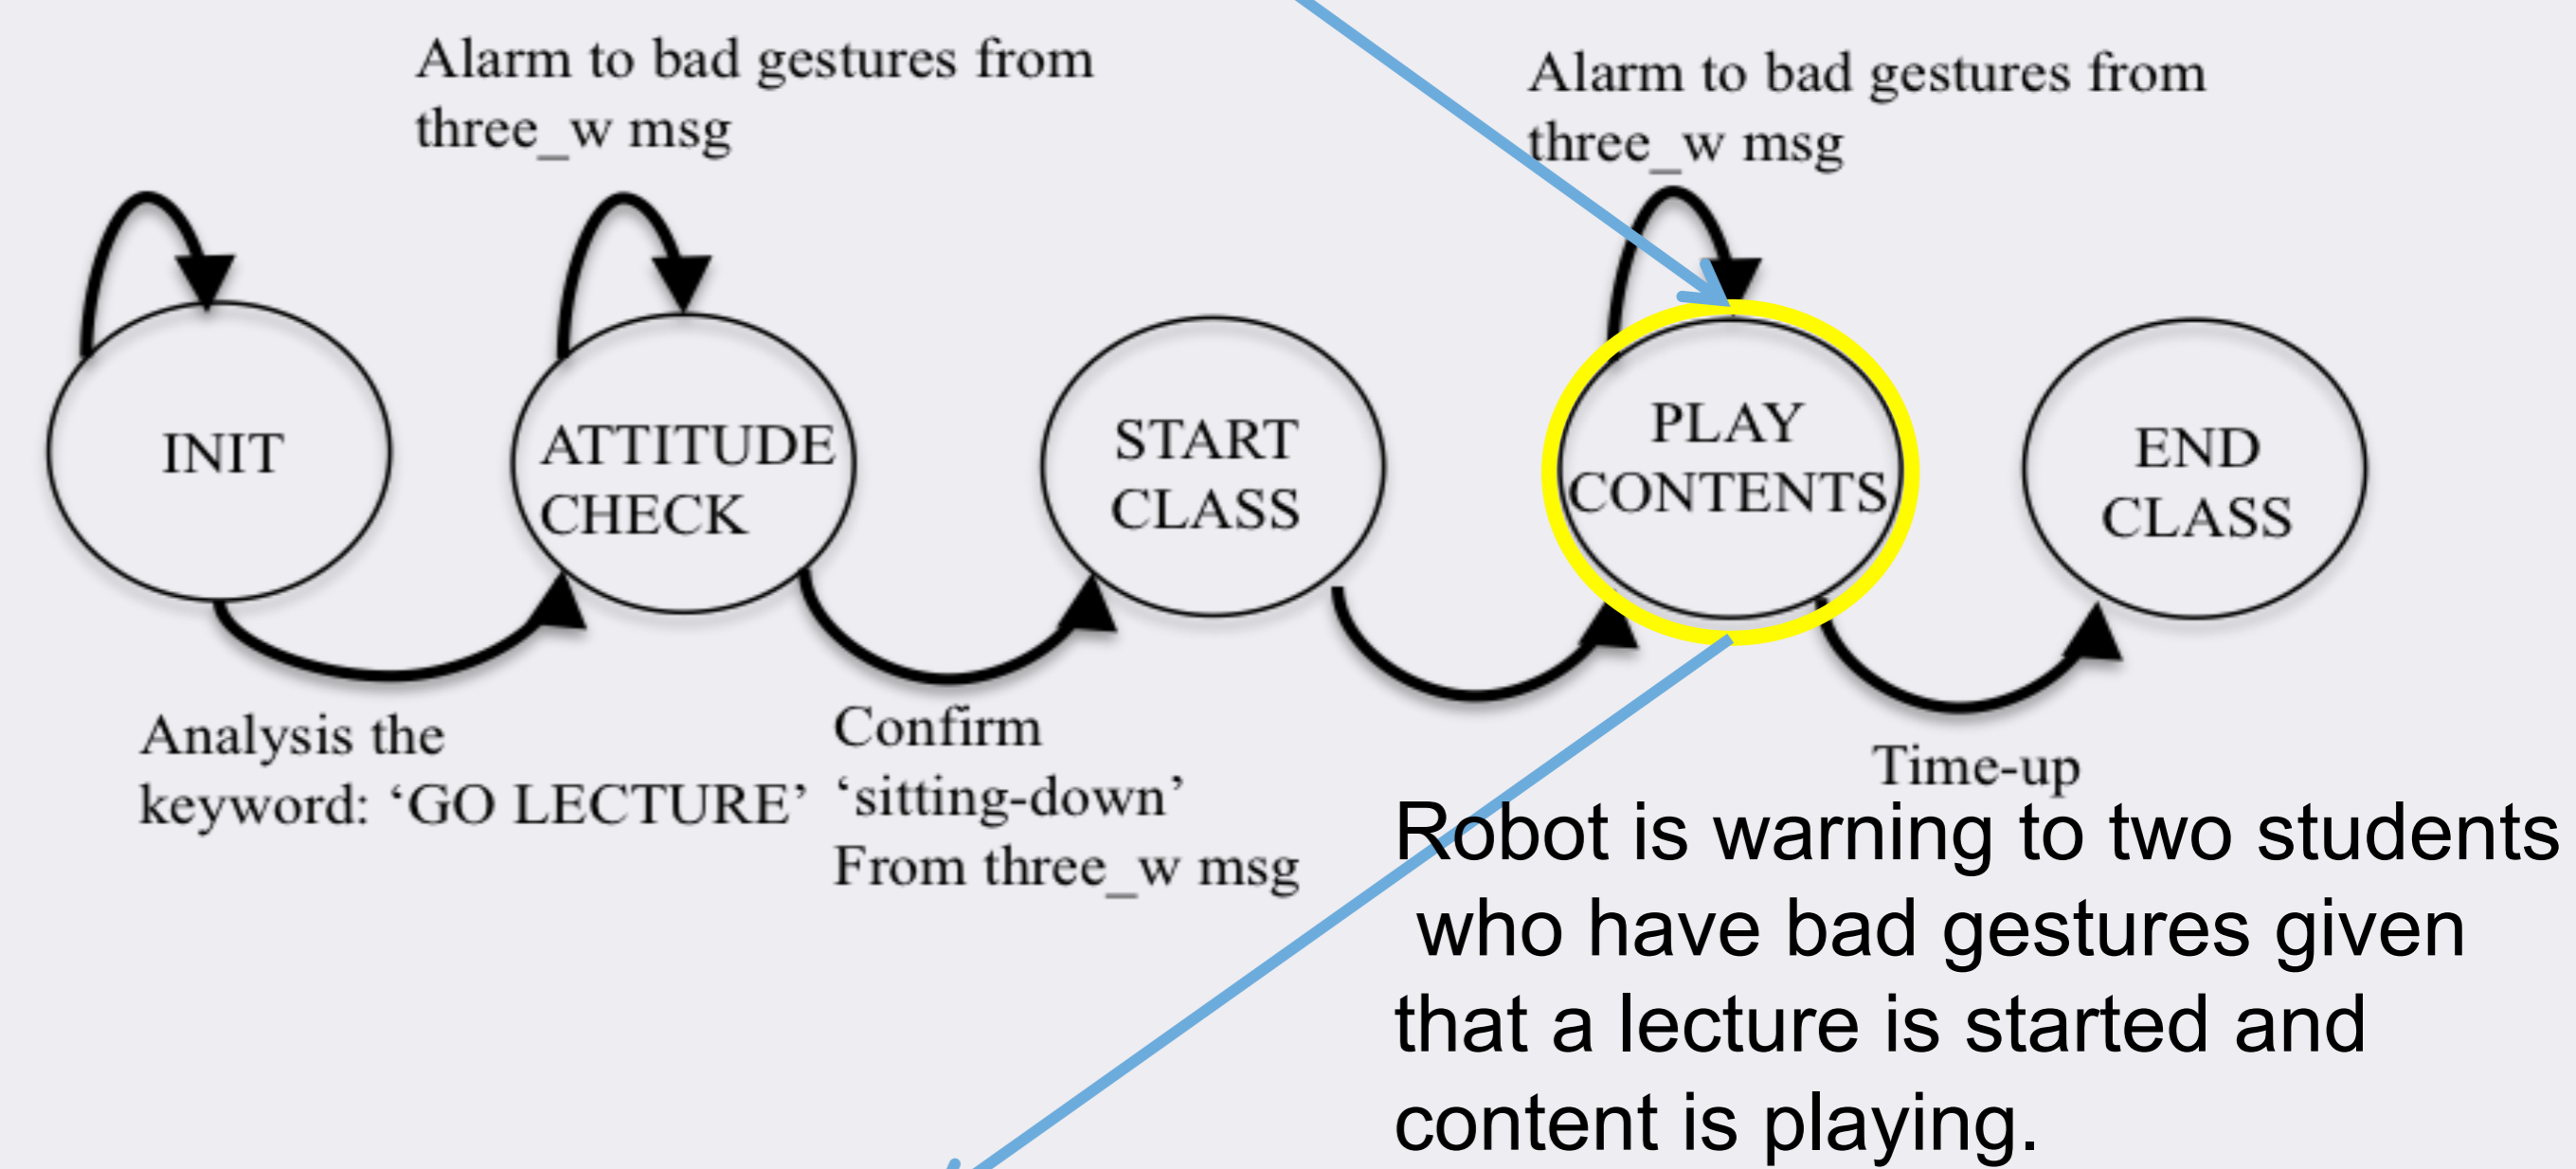 Alarm to bad gestures from
three_w msg
Alarm to bad gestures from
three_w msg
INIT
ATTITUDE
CHECK
START
CLASS
PLAY
CONTENTS
END
CLASS
Analysis the
keyword: ‘GO LECTURE’
Confirm
‘sitting-down’
From three_w msg
Time-up
Robot is warning to two students
who have bad gestures given
that a lecture is started and
content is playing.